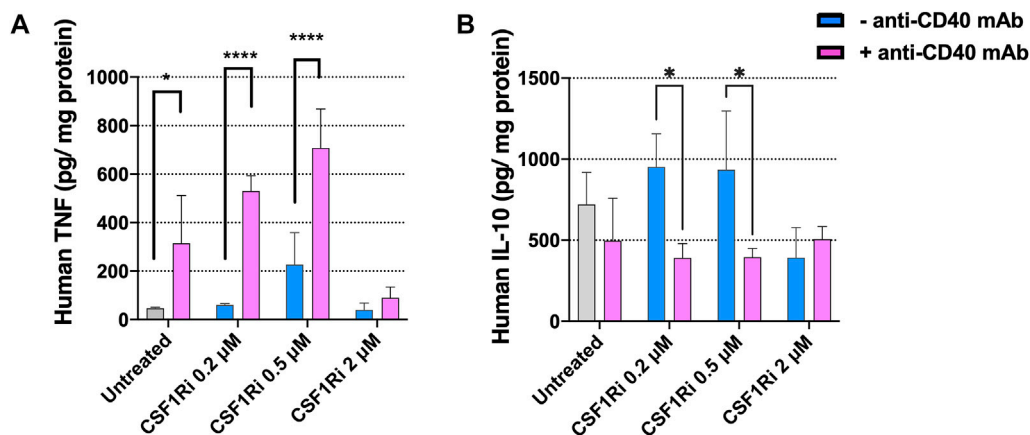 A
Human TNF (pg/ mg protein)
1000
800
600
400
200
0
*
****
****
Untreated
CSF1Ri 0.2 µM
CSF1Ri 0.5 µM
CSF1Ri 2 µM
B
Human IL-10 (pg/ mg protein)
1500
1000
500
0
*
*
Untreated
CSF1Ri 0.2 µM
CSF1Ri 0.5 µM
CSF1Ri 2 µM
- anti-CD40 mAb
+ anti-CD40 mAb